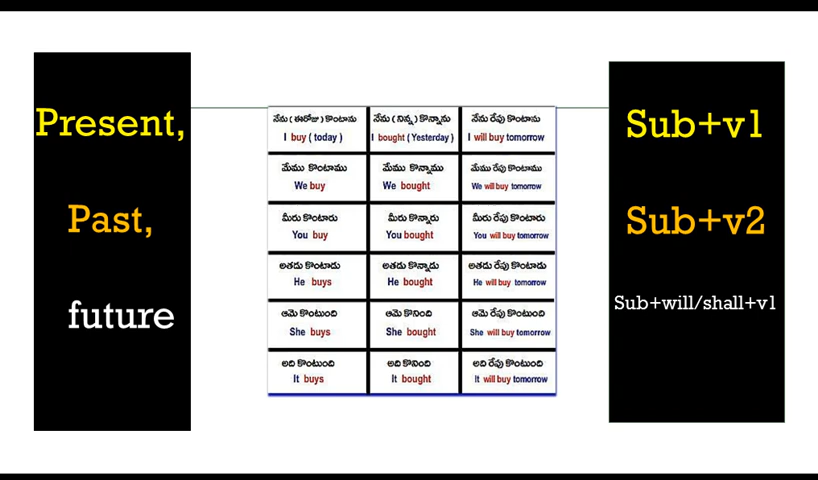 Present,
Past,
future
నేను ( ఈరోజు ) కొంటాను
I buy ( today )
నేను ( నిన్న ) కొన్నాను
I bought ( Yesterday )
నేను రేపు కొంటాను
I will buy tomorrow
మేము కొంటాము
We buy
మేము కొన్నాము
We bought
మేము రేపు కొంటాము
We will buy tomorrow
మీరు కొంటారు
You buy
మీరు కొన్నారు
You bought
మీరు రేపు కొంటారు
You will buy tomorrow
అతడు కొంటాడు
He buys
అతడు కొన్నాడు
He bought
అతడు రేపు కొంటాడు
He will buy tomorrow
ఆమె కొంటుంది
She buys
ఆమె కొనింది
She bought
ఆమె రేపు కొంటుంది
She will buy tomorrow
అది కొంటుంది
It buys
అది కొనింది
It bought
అది రేపు కొంటుంది
It will buy tomorrow
Sub+v1
Sub+v2
Sub+will/shall+v1